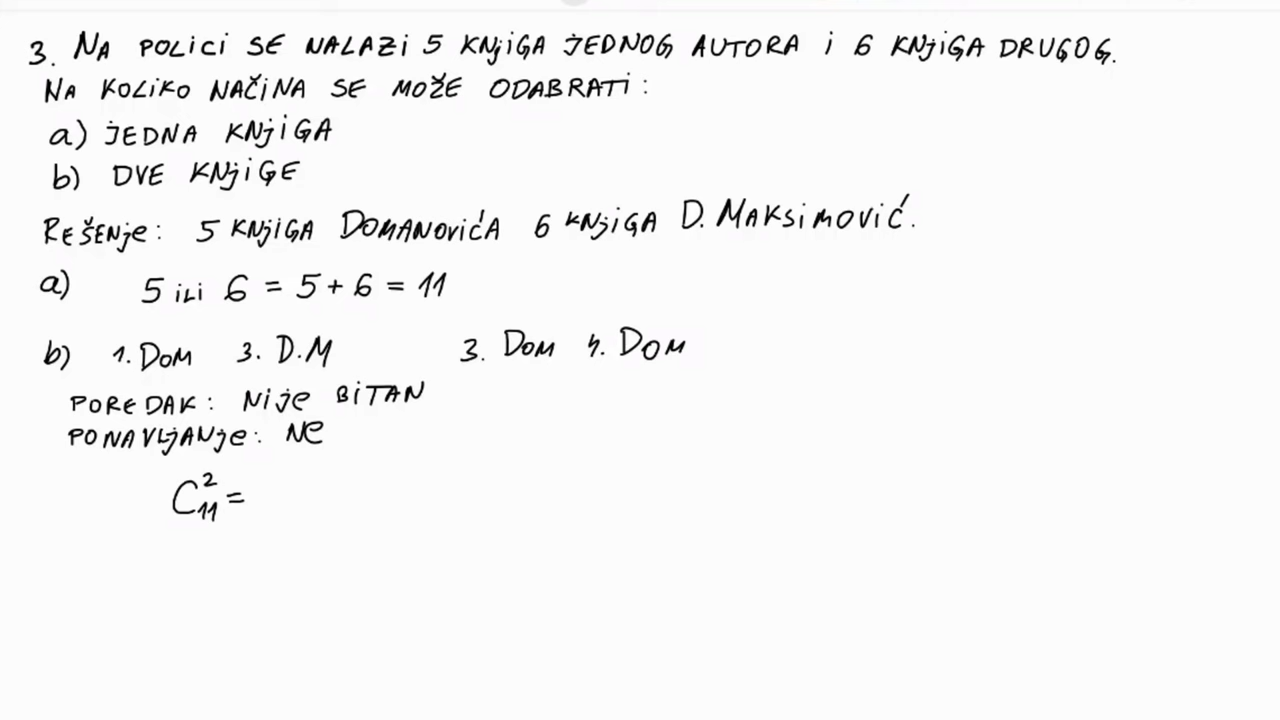 3. NA POLICI SE NALAZI 5 KNJIGA JEDNOG AUTORA I 6 KNJIGA DRUGOG.
NA KOLIKO NAČINA SE MOŽE ODABRATI:
a) JEDNA KNJIGA
b) DVE KNJIGE
REŠENJE: 5 KNJIGA DOMANOVIĆA 6 KNJIGA D. MAKSIMOVIĆ.
a) 5 ILI 6 = 5 + 6 = 11
b) 1. DOM 3. D.M 3. DOM 4. DOM
POREDAK: NIJE BITAN
PONAVLJANJE: NE
C₁₁² =